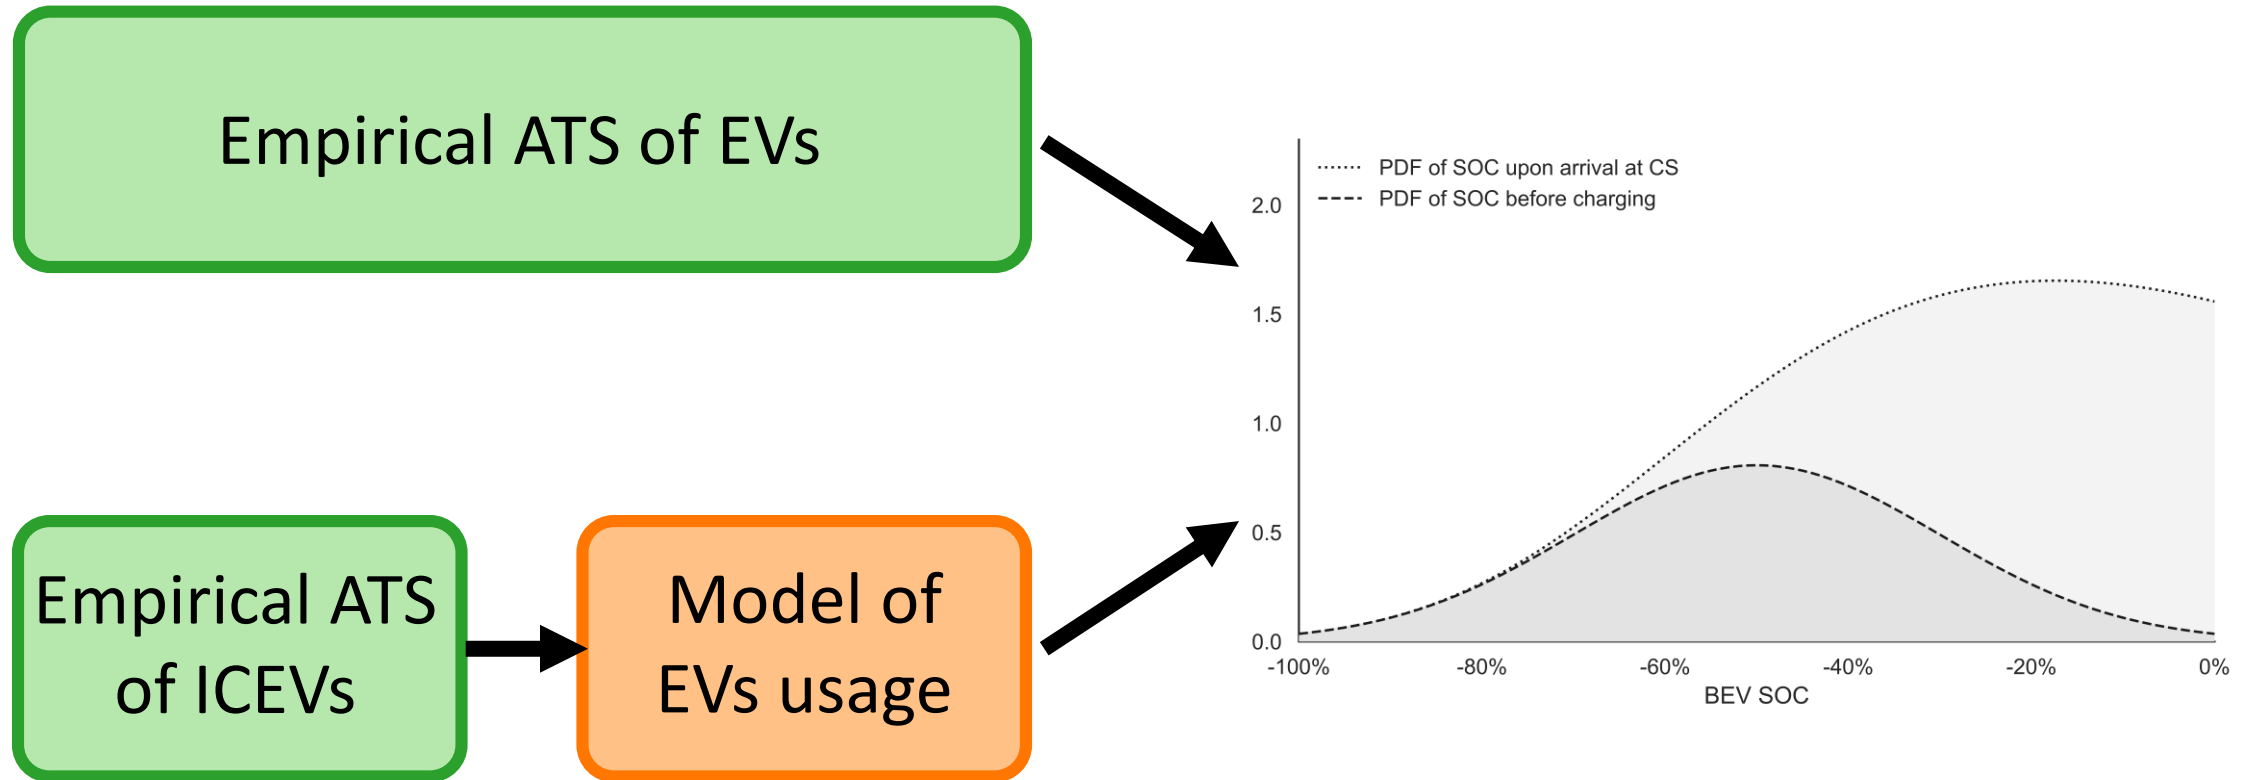 Empirical ATS of EVs
Empirical ATS
of ICEVs
Model of
EVs usage
PDF of SOC upon arrival at CS
PDF of SOC before charging
2.0
1.5
1.0
0.5
0.0
-100%
-80%
-60%
-40%
-20%
0%
BEV SOC